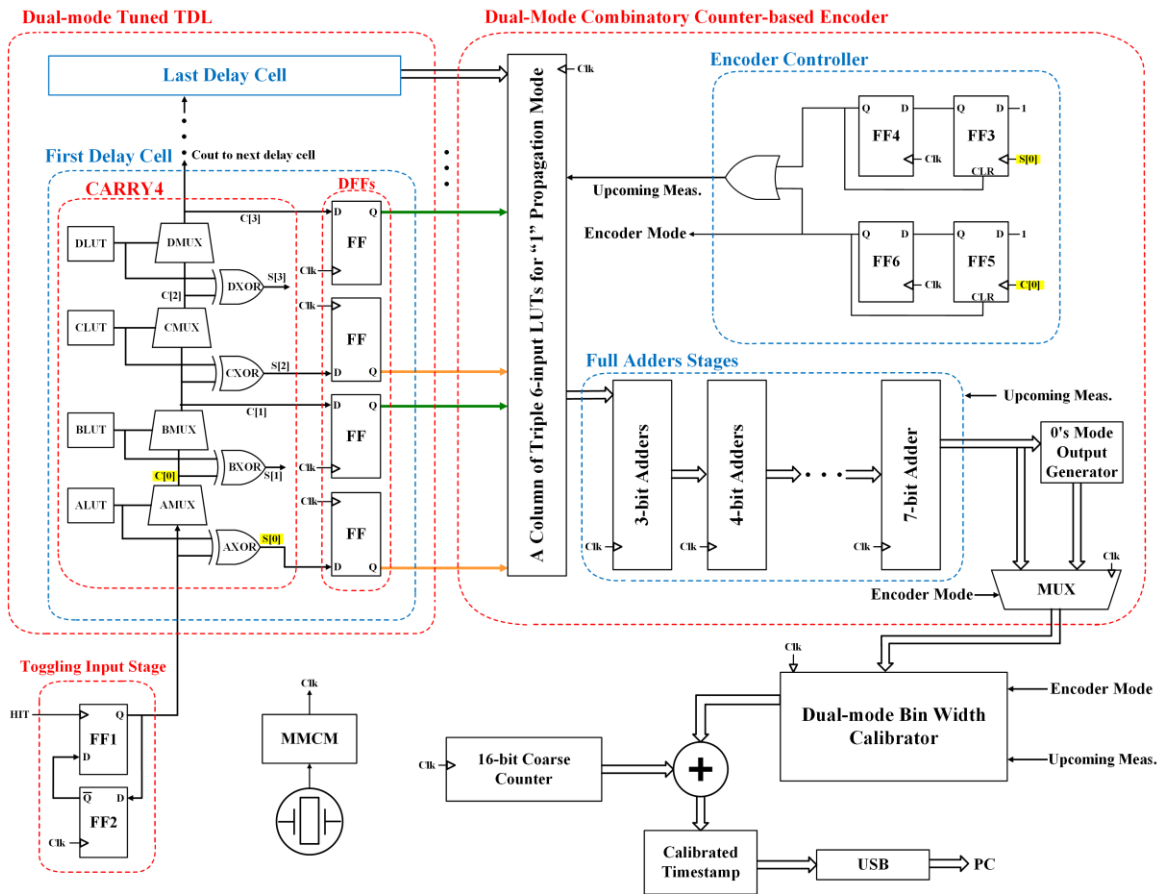 Dual-mode Tuned TDL
Last Delay Cell
Cout to next delay cell
First Delay Cell
CARRY4
DFFs
DLUT
DMUX
C[3]
DXOR
S[3]
C[2]
D
Q
FF
Clk
CLUT
CMUX
CXOR
S[2]
Clk
FF
D
Q
BLUT
BMUX
C[1]
BXOR
S[1]
C[0]
D
Q
FF
Clk
ALUT
AMUX
AXOR
S[0]
Clk
FF
D
Q
Toggling Input Stage
HIT
Q
FF1
D
Q
D
FF2
Clk
Clk
MMCM
Dual-Mode Combinatory Counter-based Encoder
A Column of Triple 6-input LUTs for “1” Propagation Mode
Clk
Encoder Controller
Q
D
FF4
Clk
Q
D
1
FF3
S[0]
CLR
Upcoming Meas.
Encoder Mode
Q
D
FF6
Clk
Q
D
1
FF5
C[0]
CLR
Full Adders Stages
3-bit Adders
Clk
4-bit Adders
Clk
7-bit Adder
Clk
Upcoming Meas.
0's Mode
Output
Generator
Clk
Encoder Mode
MUX
Clk
Dual-mode Bin Width
Calibrator
Encoder Mode
Upcoming Meas.
Clk
16-bit Coarse
Counter
+
Calibrated
Timestamp
USB
PC